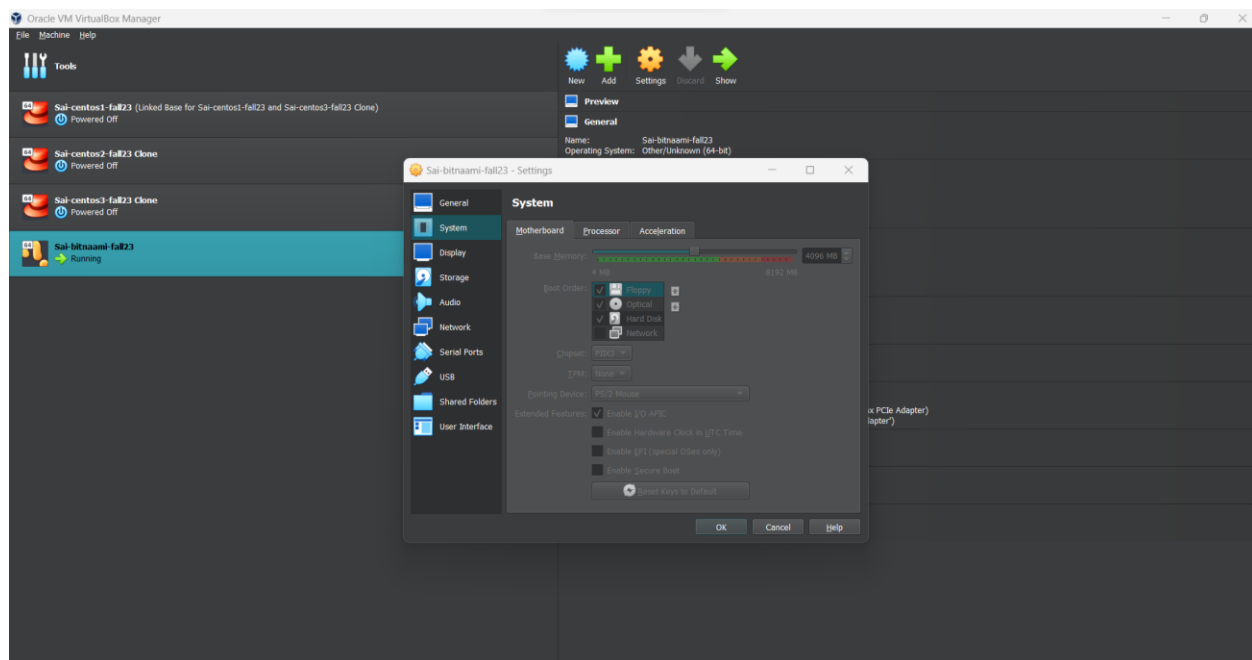 Oracle VM VirtualBox Manager
File Machine Help
Tools
New Add Settings Discard Show
Sai-centos1-fall23 (Linked Base for Sai-centos1-fall23 and Sai-centos3-fall23 Clone)
Powered Off
Sai-centos2-fall23 Clone
Powered Off
Sai-centos3-fall23 Clone
Powered Off
Sai-bitnaami-fall23
Running
Preview
General
Name: Sai-bitnaami-fall23
Operating System: Other/Unknown (64-bit)
Sai-bitnaami-fall23 - Settings
General
System
Display
Storage
Audio
Network
Serial Ports
USB
Shared Folders
User Interface
System
Motherboard Processor Acceleration
Base Memory: 4096 MB
4 MB 8192 MB
Boot Order: Floppy
Optical
Hard Disk
Network
Chipset: PIIX3
TPM: None
Pointing Device: PS/2 Mouse
Extended Features: Enable I/O APIC
Enable Hardware Clock in UTC Time
Enable EFI (special OSes only)
Enable Secure Boot
Reset Keys to Default
OK Cancel Help
x PCIe Adapter)
lapter')
64
64
64
64